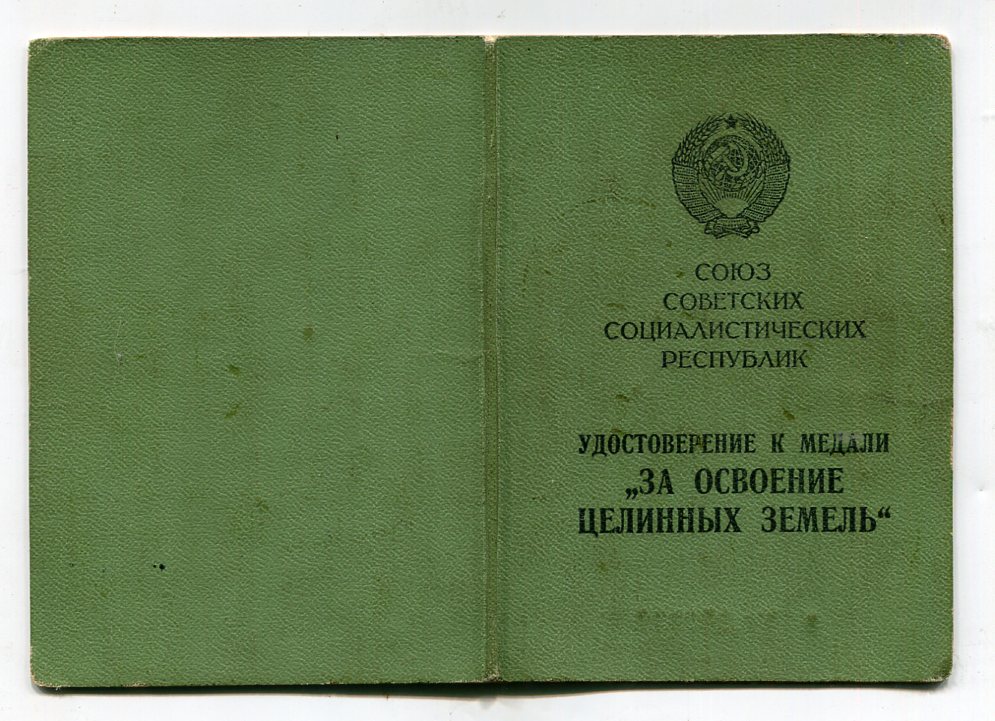 СОЮЗ
СОВЕТСКИХ
СОЦИАЛИСТИЧЕСКИХ
РЕСПУБЛИК
УДОСТОВЕРЕНИЕ К МЕДАЛИ
„ЗА ОСВОЕНИЕ
ЦЕЛИННЫХ ЗЕМЕЛЬ“